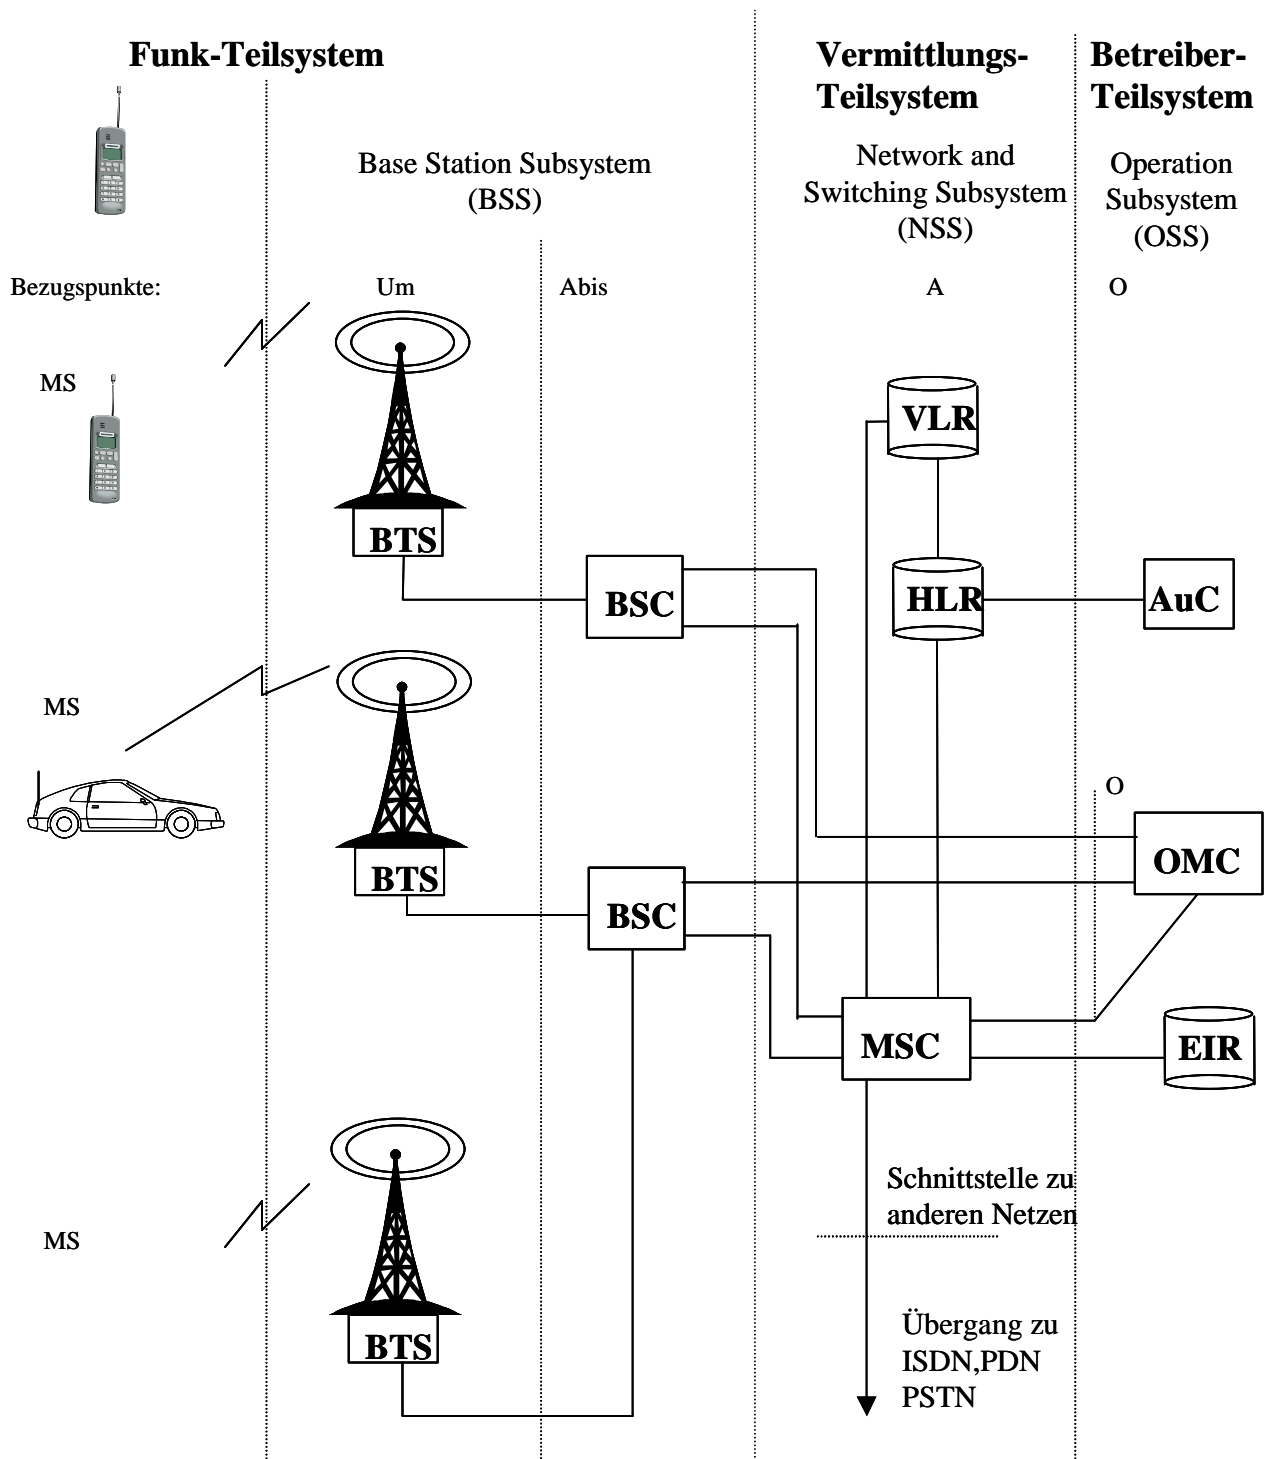 Funk-Teilsystem
Vermittlungs-
Teilsystem
Betreiber-
Teilsystem
Base Station Subsystem
(BSS)
Network and
Switching Subsystem
(NSS)
Operation
Subsystem
(OSS)
Bezugspunkte:
Um
Abis
A
O
MS
VLR
BTS
BSC
HLR
AuC
MS
O
BTS
BSC
OMC
MSC
EIR
Schnittstelle zu
anderen Netzen
MS
BTS
Übergang zu
ISDN,PDN
PSTN